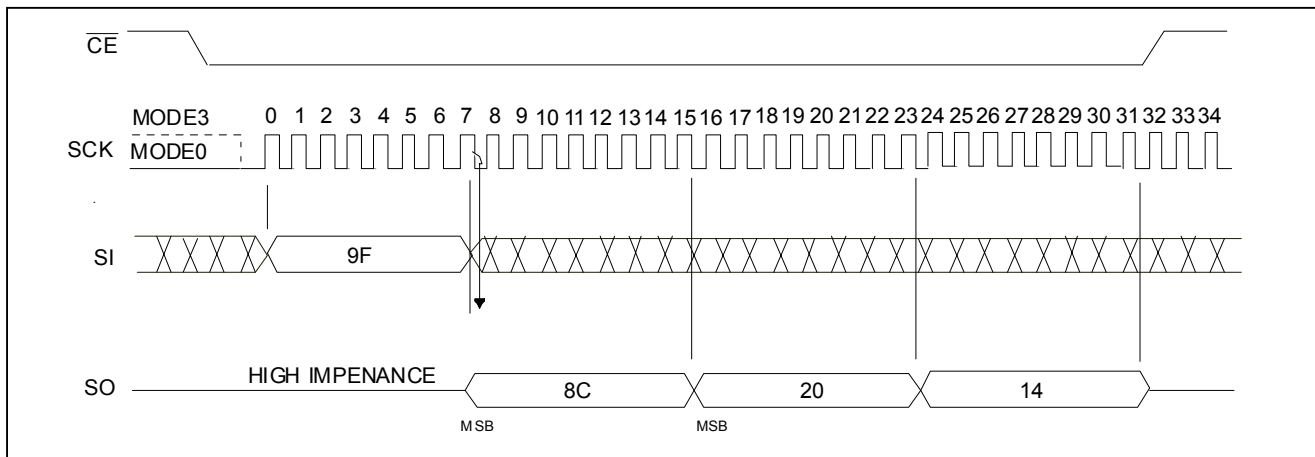 CE
MODE3
0 1 2 3 4 5 6 7 8 9 10 11 12 13 14 15 16 17 18 19 20 21 22 23 24 25 26 27 28 29 30 31 32 33 34
SCK
MODE0
SI
9F
SO
HIGH IMPENANCE
8C
20
14
MSB
MSB